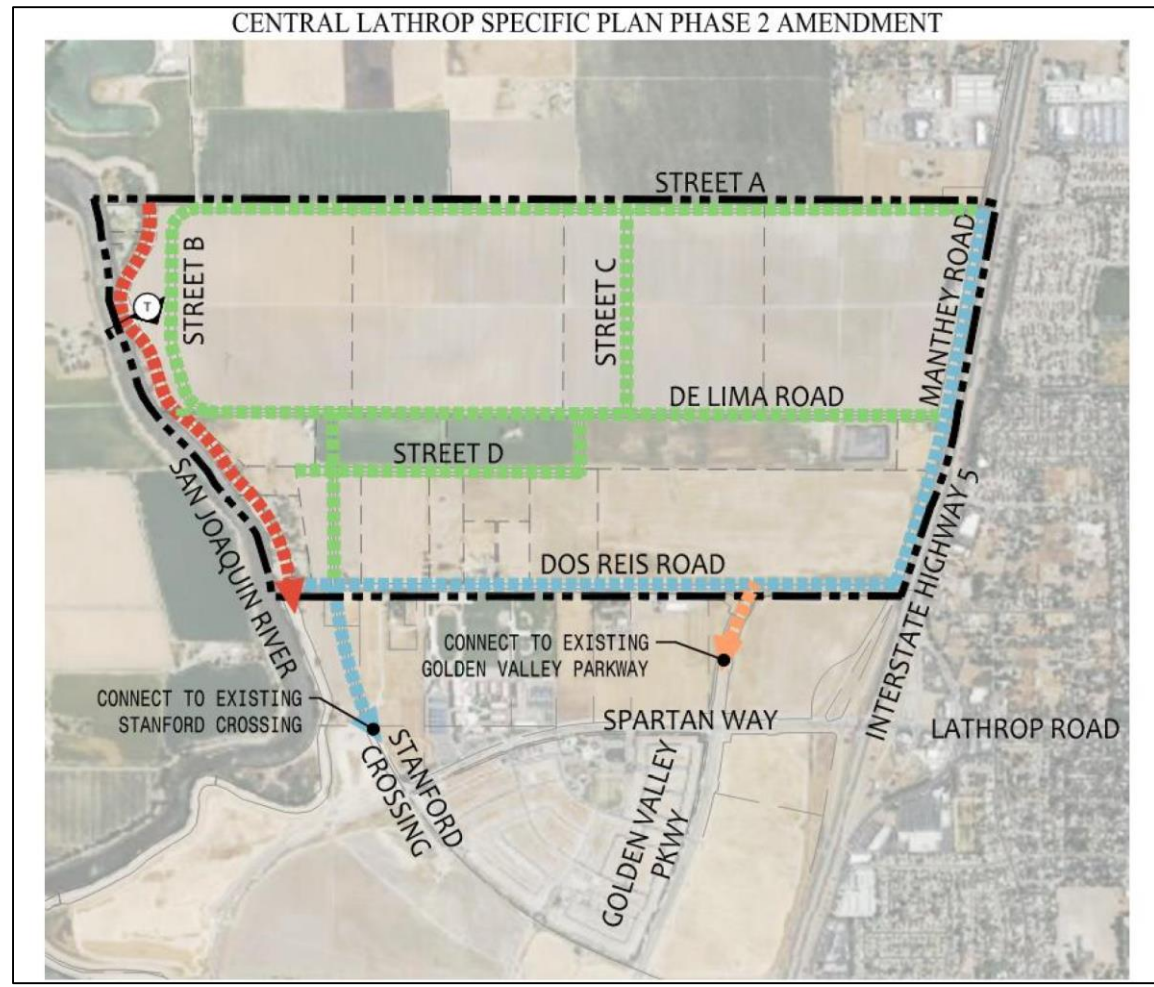 CENTRAL LATHROP SPECIFIC PLAN PHASE 2 AMENDMENT
STREET A
STREET B
T
STREET C
MANTHEY ROAD
DE LIMA ROAD
STREET D
SAN JOAQUIN RIVER
DOS REIS ROAD
INTERSTATE HIGHWAY 5
CONNECT TO EXISTING
GOLDEN VALLEY PARKWAY
CONNECT TO EXISTING
STANFORD CROSSING
SPARTAN WAY
LATHROP ROAD
STANFORD
CROSSING
GOLDEN VALLEY
PKWY